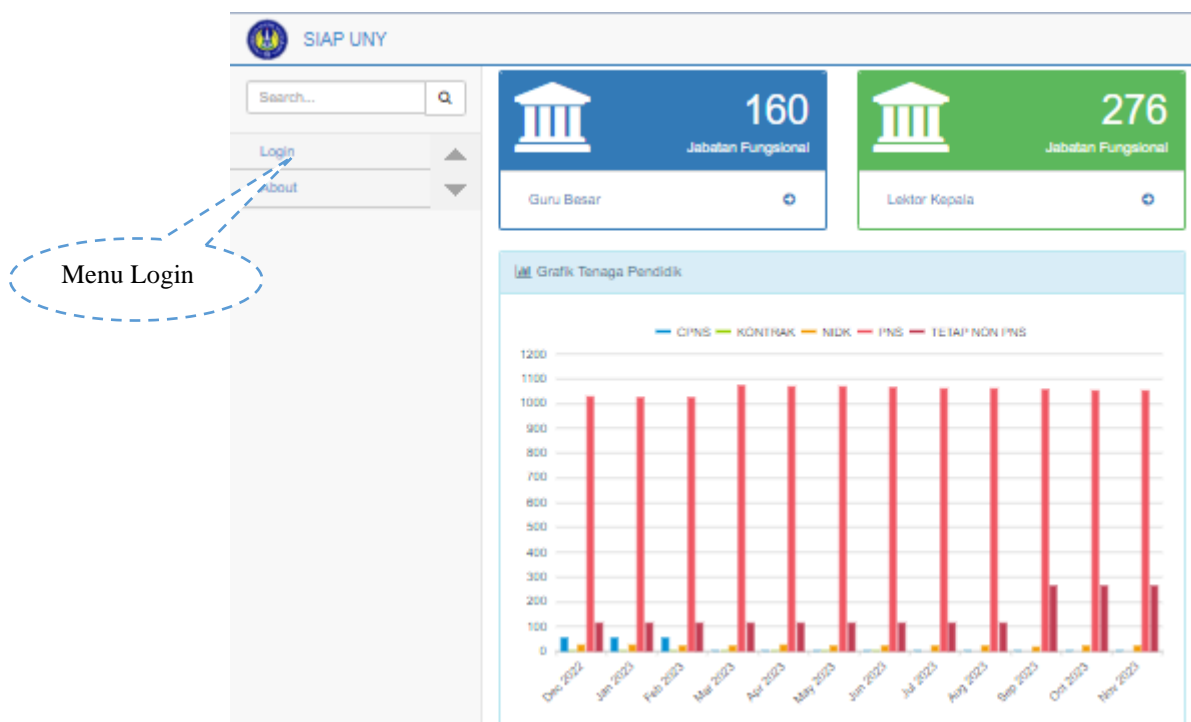 SIAP UNY
Search...
Login
About
Menu Login
160
Jabatan Fungsional
Guru Besar
276
Jabatan Fungsional
Lektor Kepala
Grafik Tenaga Pendidik
CPNS KONTRAK NIDK PNS TETAP NON PNS
1200
1100
1000
900
800
700
600
500
400
300
200
100
0
Dec 2022 Jan 2023 Feb 2023 Mar 2023 Apr 2023 May 2023 Jun 2023 Jul 2023 Aug 2023 Sep 2023 Oct 2023 Nov 2023